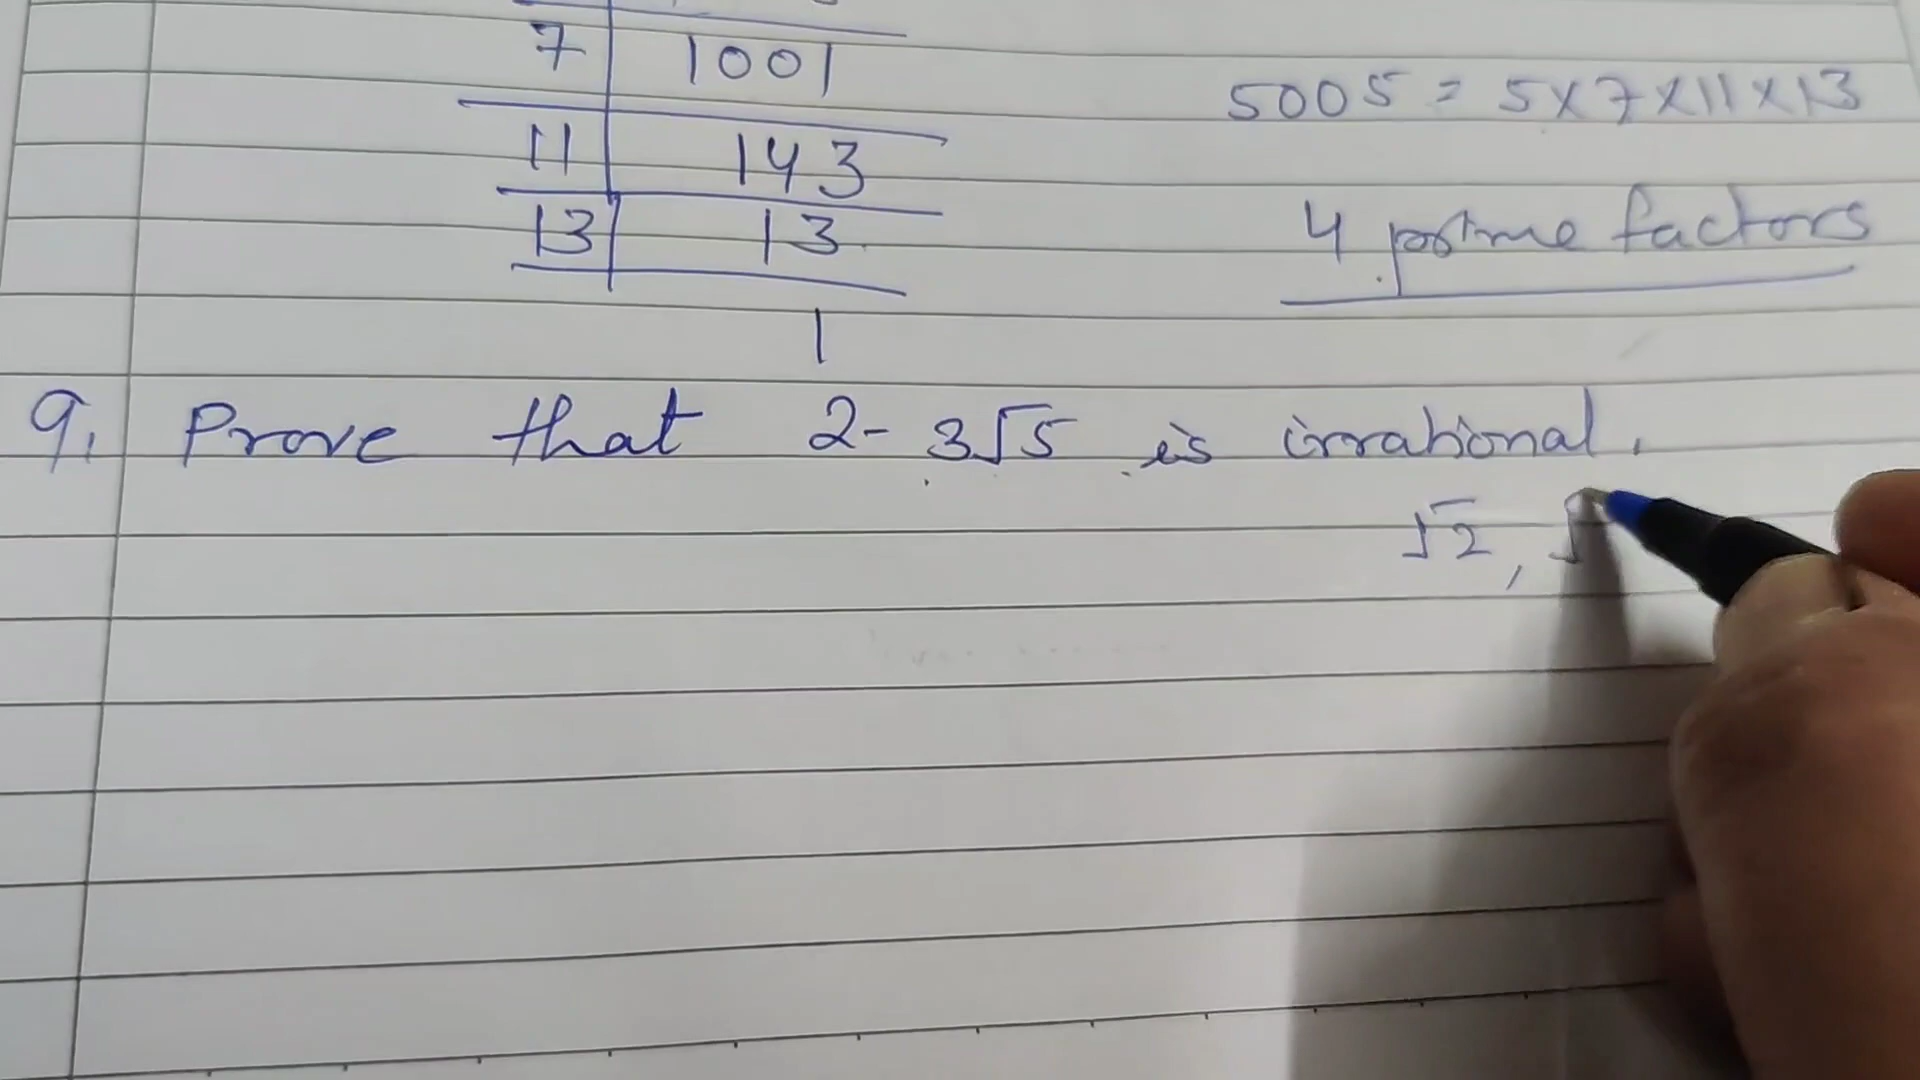 7 | 1001
5005 = 5×7×11×13
11 | 143
4 prime factors
13 | 13
1
9, Prove that 2- 3√5 is irrational.
√2, √